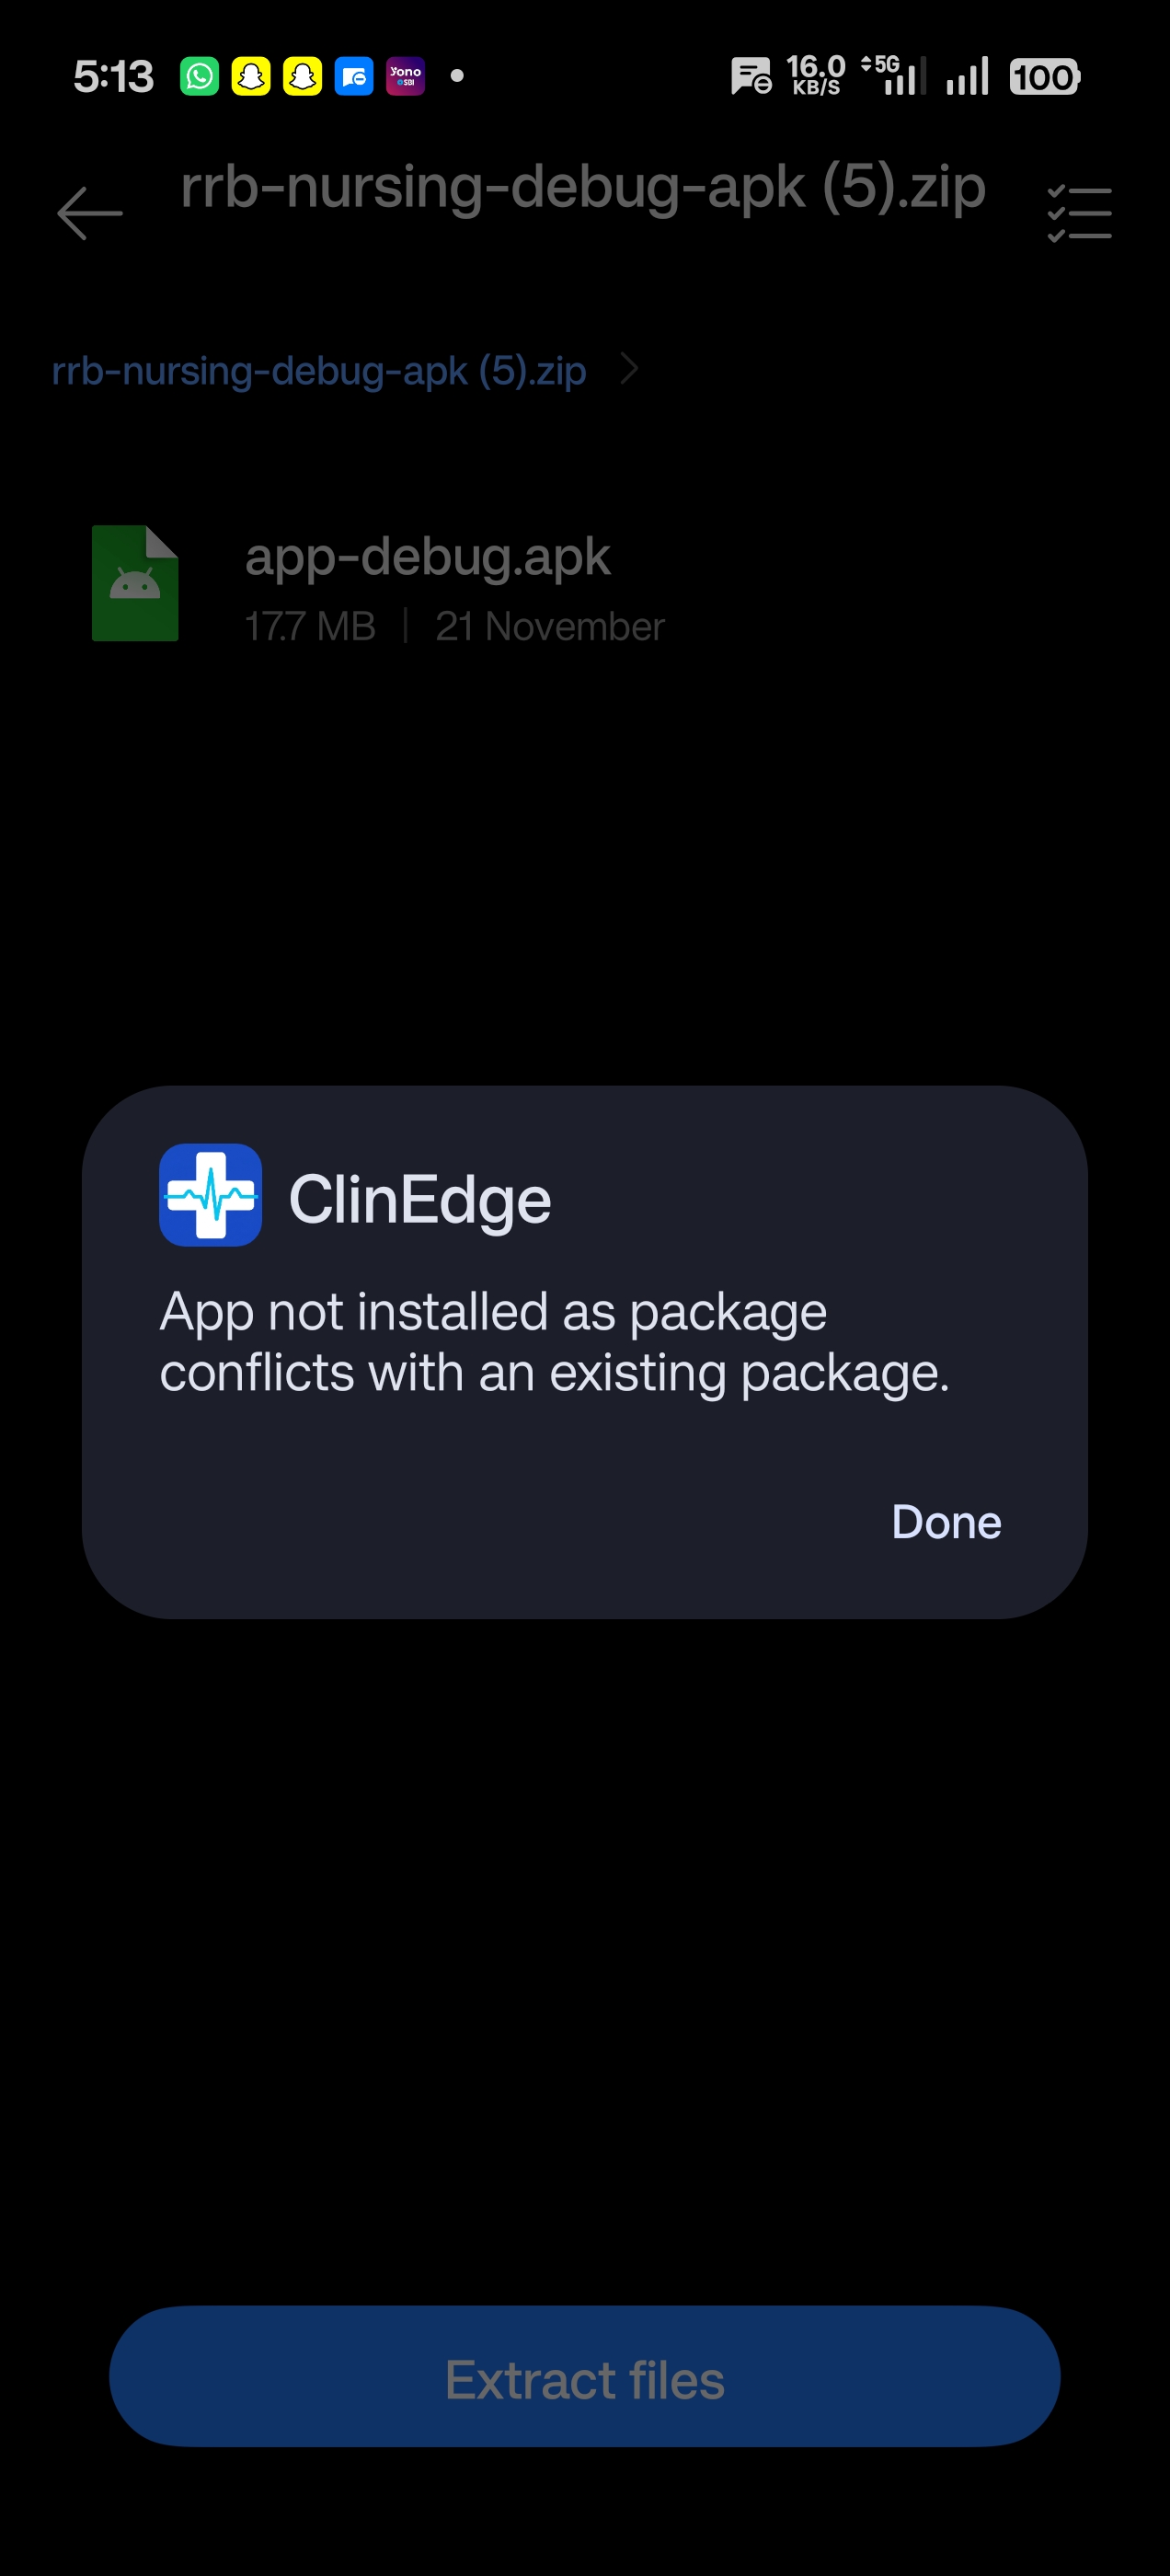 5:13
yono
SBI
16.0
KB/S
5G
100
rrb-nursing-debug-apk (5).zip
rrb-nursing-debug-apk (5).zip
app-debug.apk
17.7 MB | 21 November
ClinEdge
App not installed as package
conflicts with an existing package.
Done
Extract files